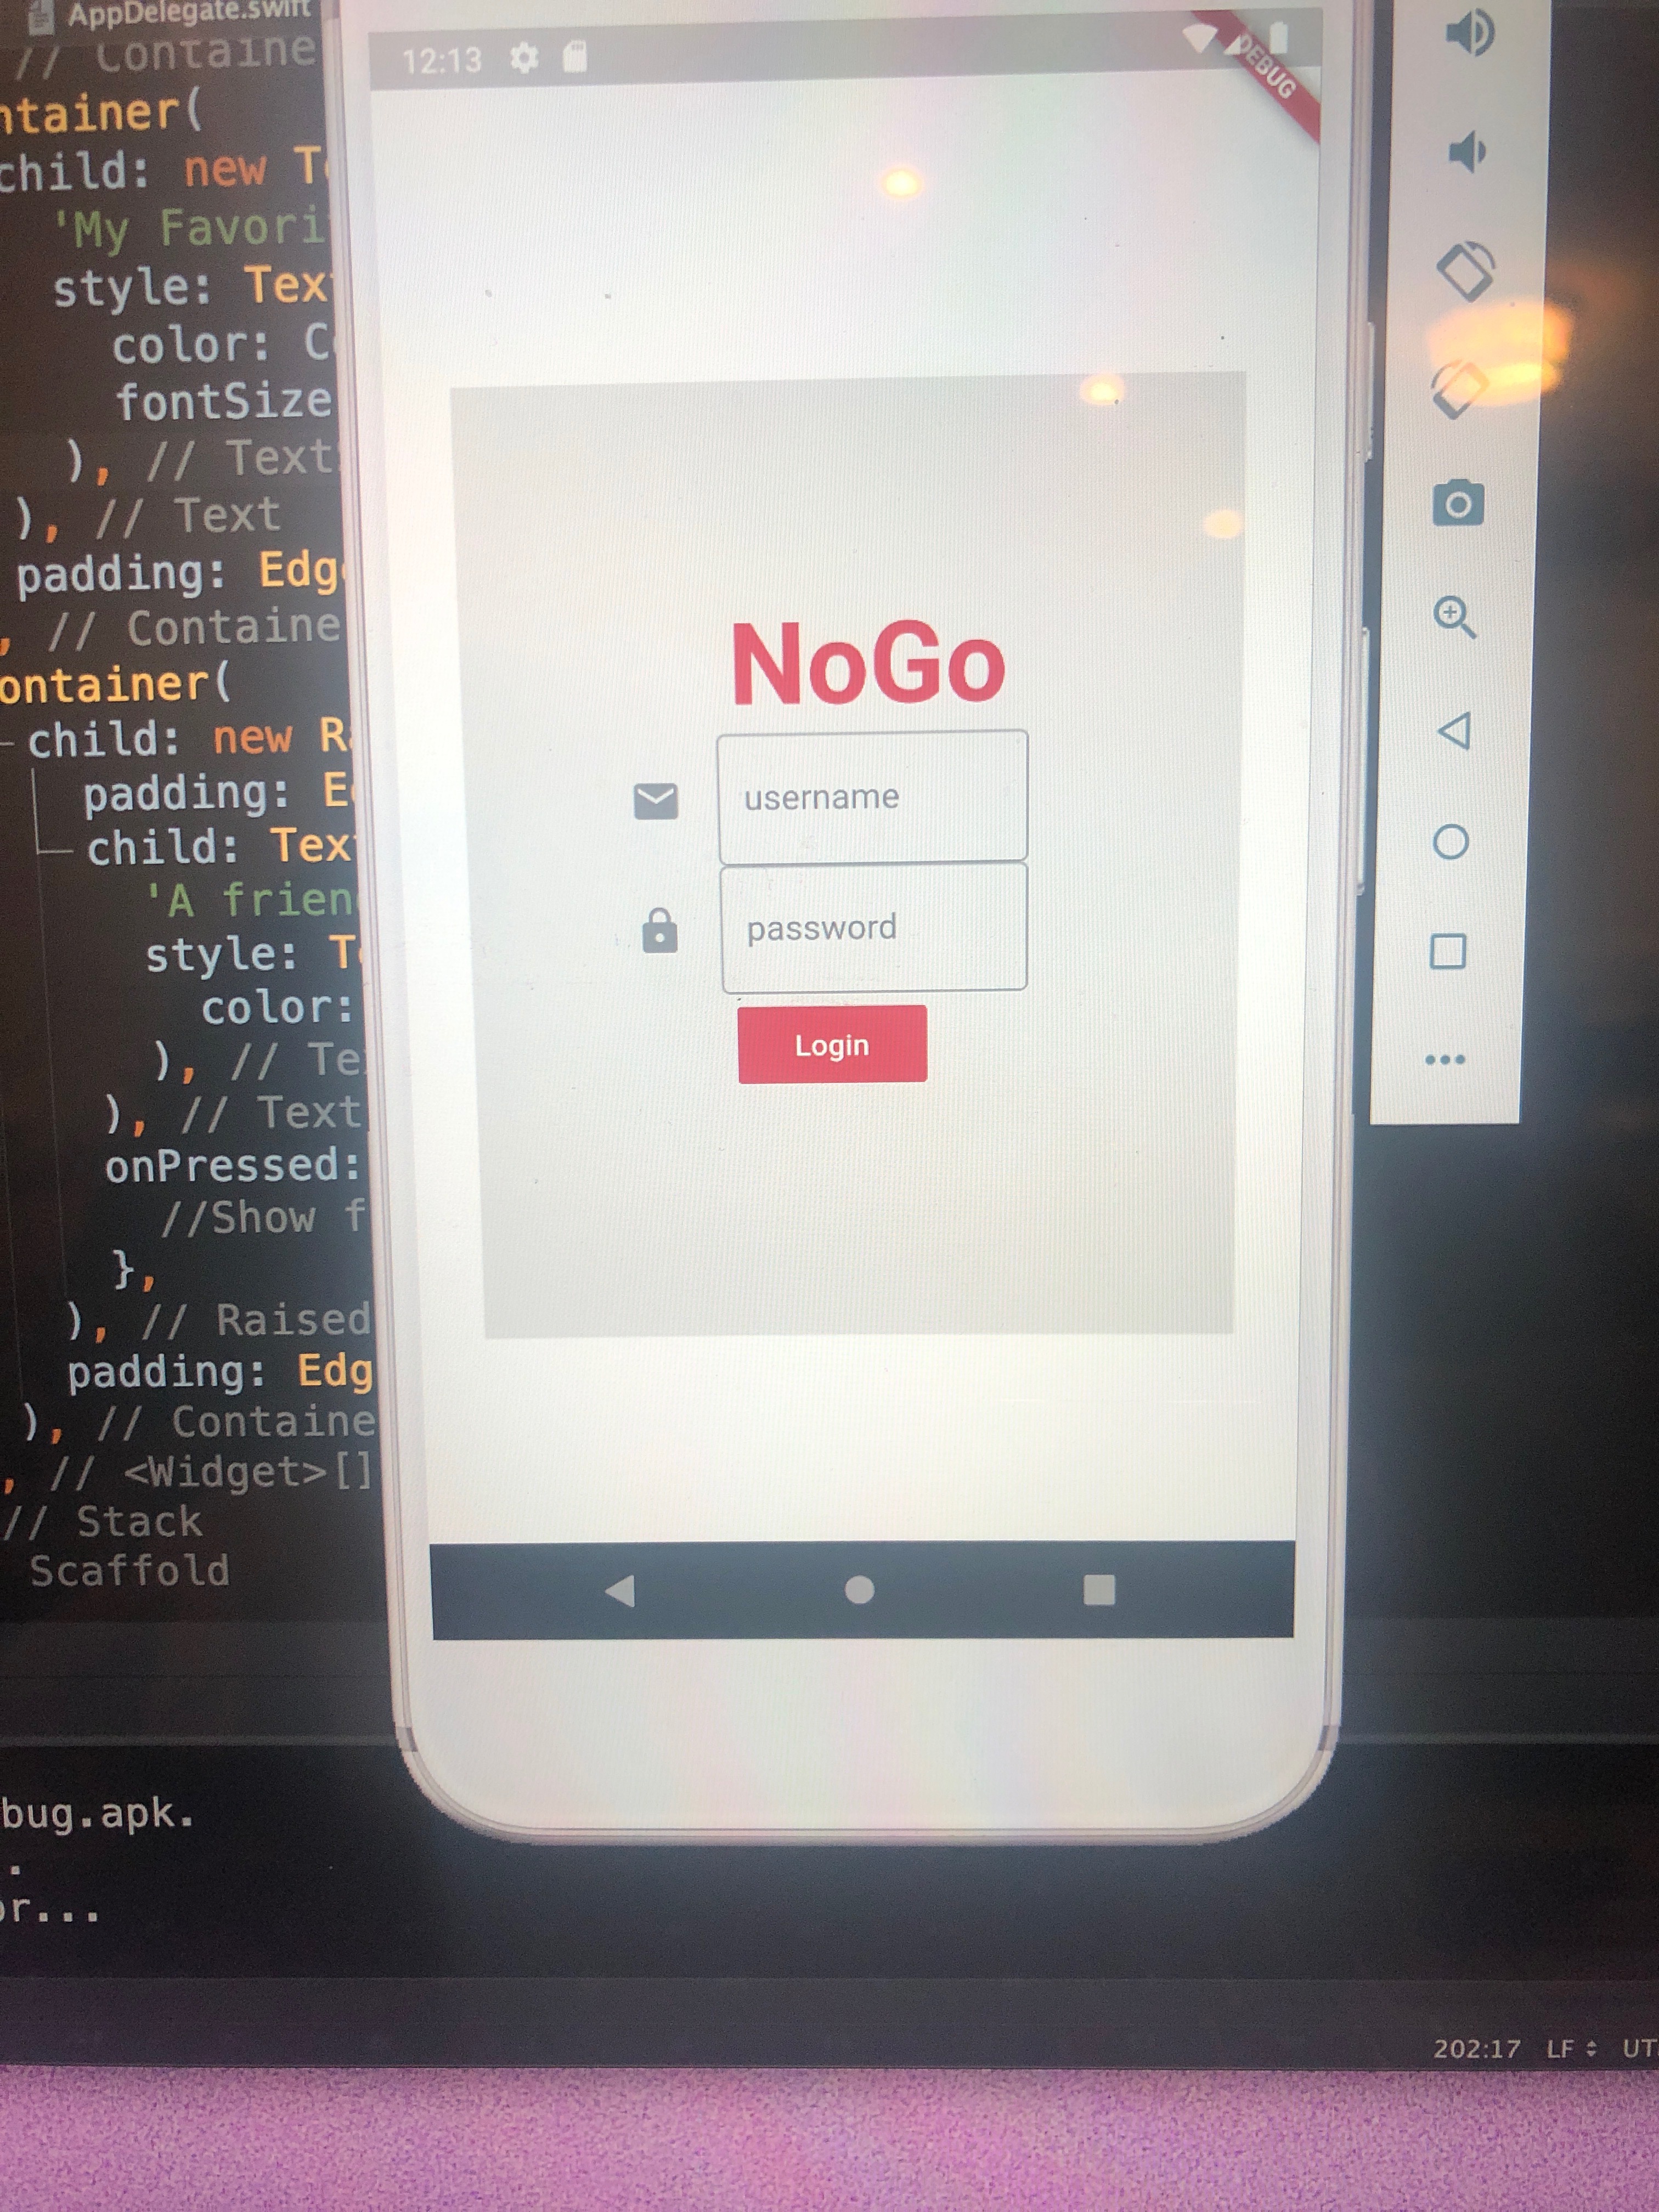 AppDelegate.swift
// Containe
ntainer(
child: new Te
'My Favori
style: Tex
color: C
fontSize
), // Text
), // Text
padding: Edg
, // Containe
ontainer(
child: new R
padding: E
child: Tex
'A frien
style: T
color:
), // Te
), // Text
onPressed:
//Show f
},
), // Raised
padding: Edg
), // Containe
, // <Widget>[]
// Stack
Scaffold
bug.apk.
.
or...
12:13
DEBUG
NoGo
username
password
Login
202:17 LF UT